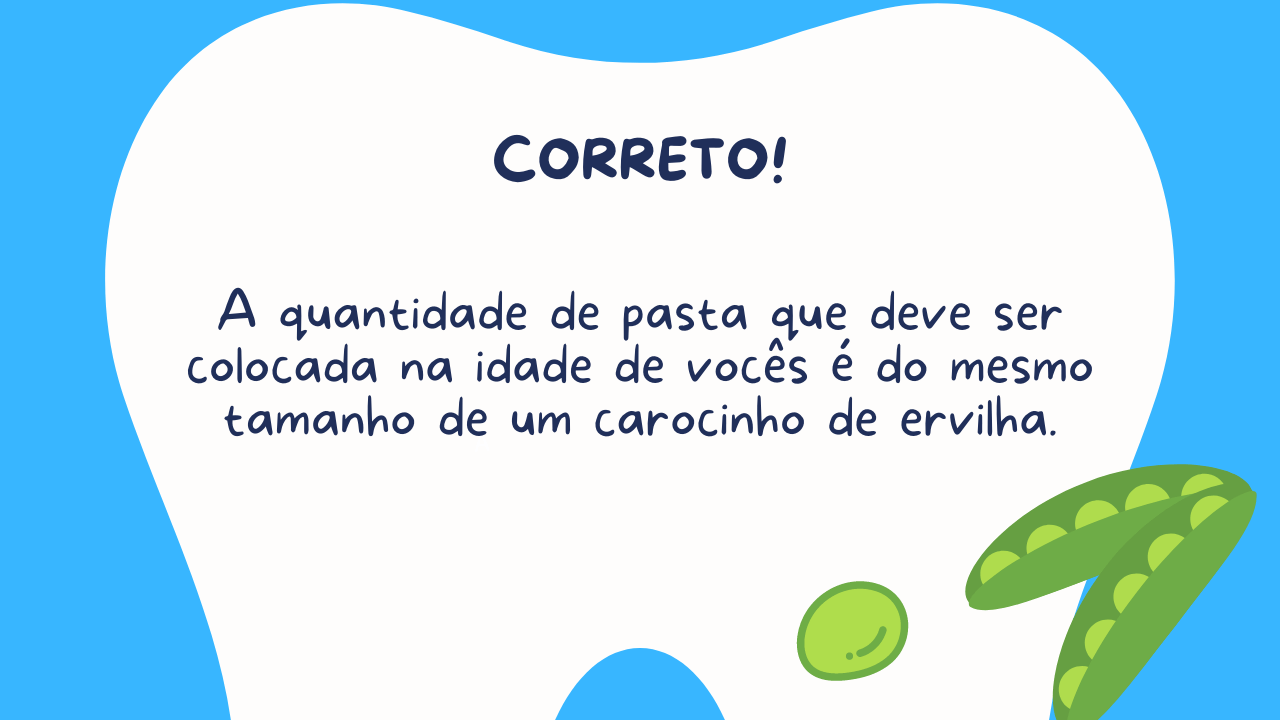 CORRETO!
A quantidade de pasta que deve ser
colocada na idade de vocês é do mesmo
tamanho de um carocinho de ervilha.